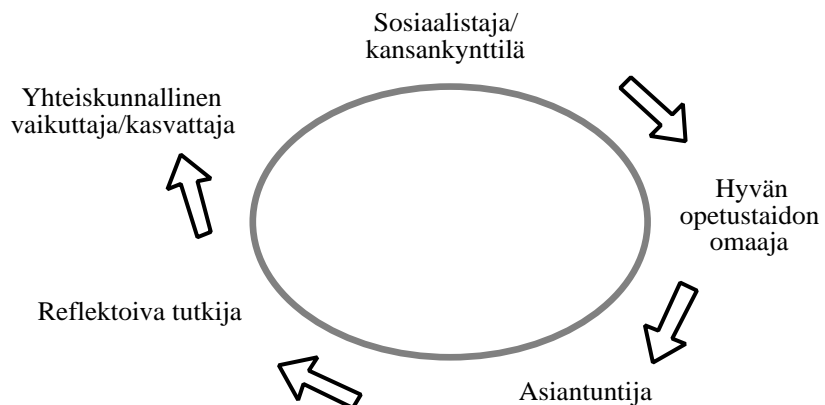 Sosiaalistaja/
kansankynttilä
Yhteiskunnallinen
vaikuttaja/kasvattaja
Hyvän
opetustaidon
omaaja
Reflektoiva tutkija
Asiantuntija